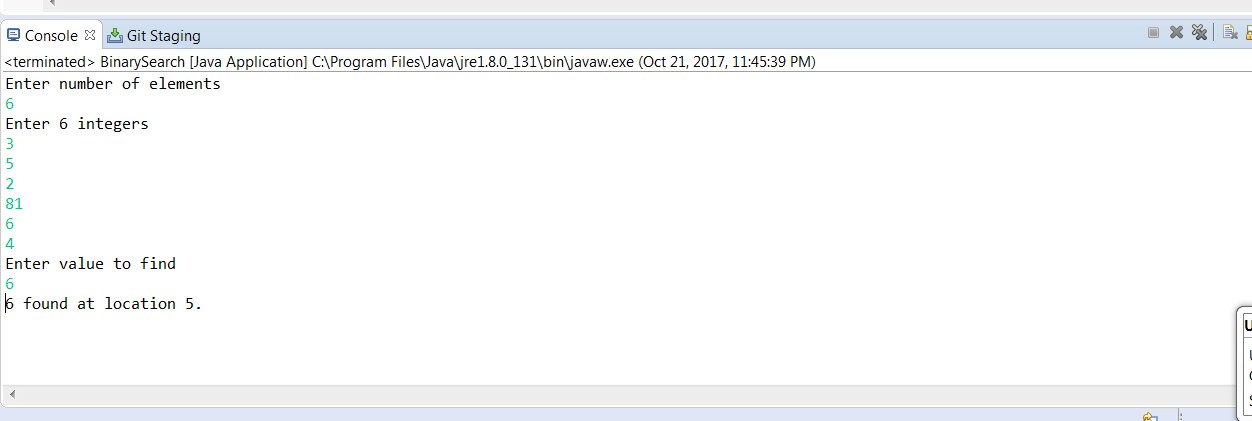 Console Git Staging
<terminated> BinarySearch [Java Application] C:\Program Files\Java\jre1.8.0_131\bin\javaw.exe (Oct 21, 2017, 11:45:39 PM)
Enter number of elements
6
Enter 6 integers
3
5
2
81
6
4
Enter value to find
6
6 found at location 5.